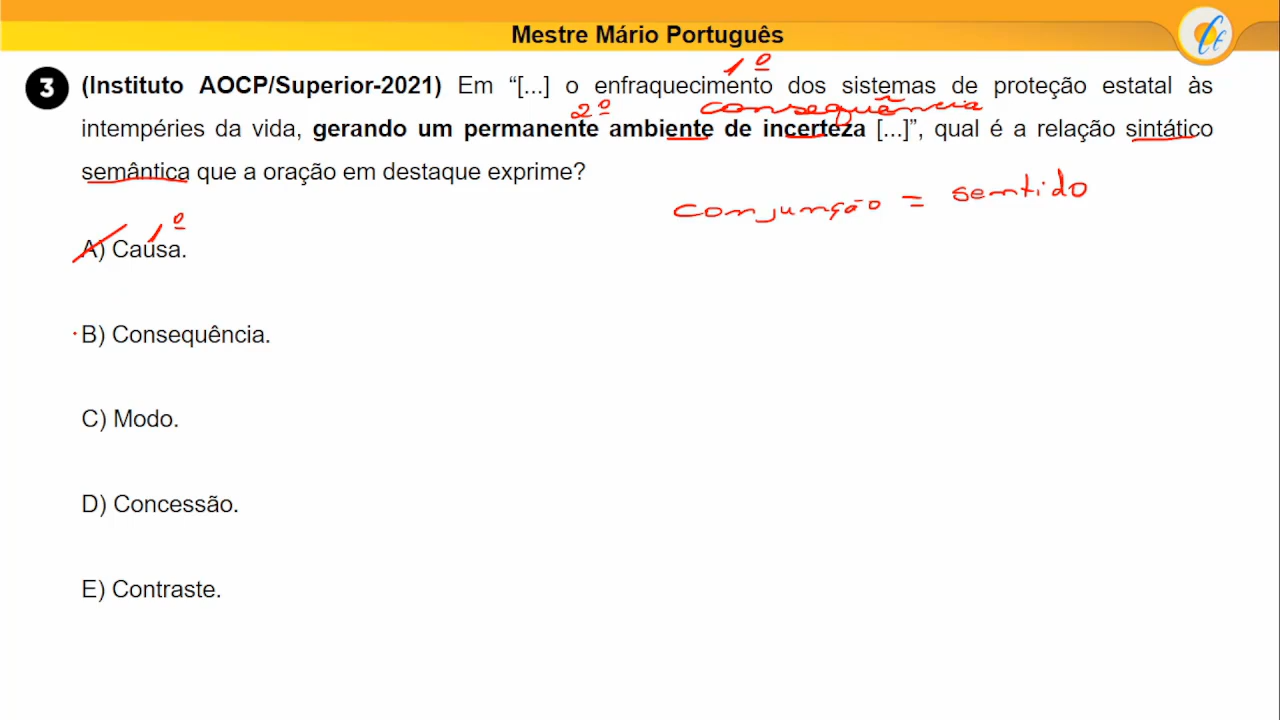 Mestre Mário Português
1º
3 (Instituto AOCP/Superior-2021) Em “[...] o enfraquecimento dos sistemas de proteção estatal às
2º consequência
intempéries da vida, gerando um permanente ambiente de incerteza [...]”, qual é a relação sintático
semântica que a oração em destaque exprime?
conjunção = sentido
1º
A) Causa.
B) Consequência.
C) Modo.
D) Concessão.
E) Contraste.